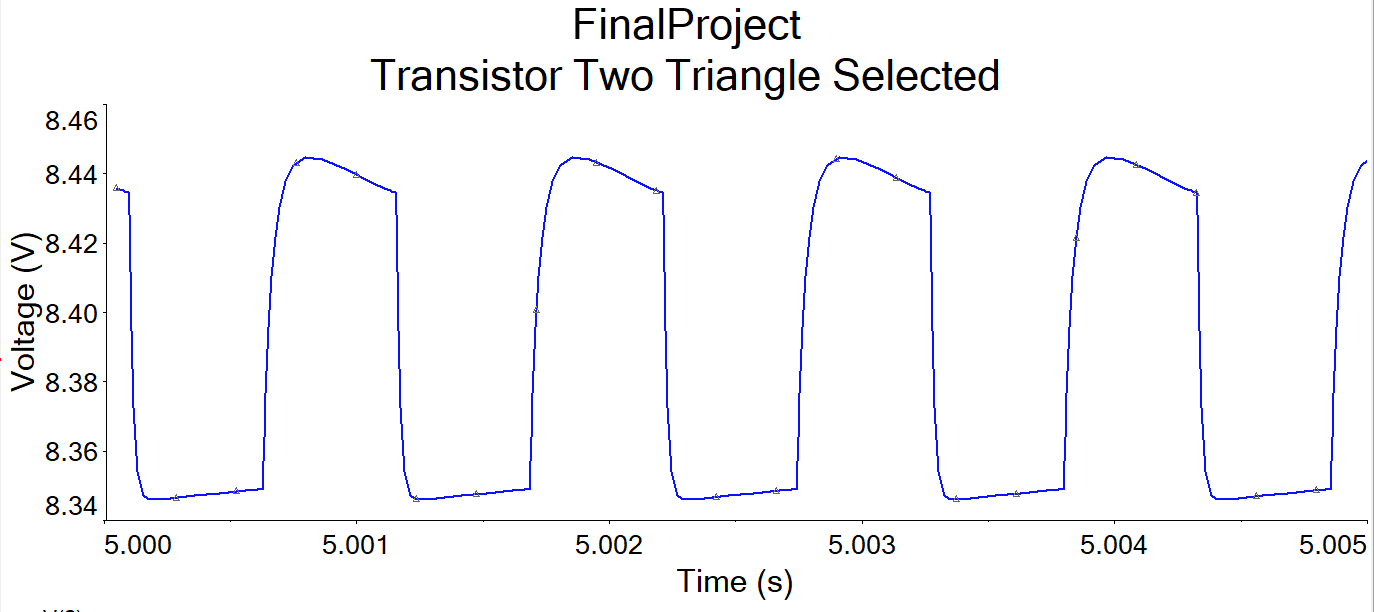 FinalProject
Transistor Two Triangle Selected
8.46
8.44
8.42
8.40
8.38
8.36
8.34
Voltage (V)
5.000 5.001 5.002 5.003 5.004 5.005
Time (s)